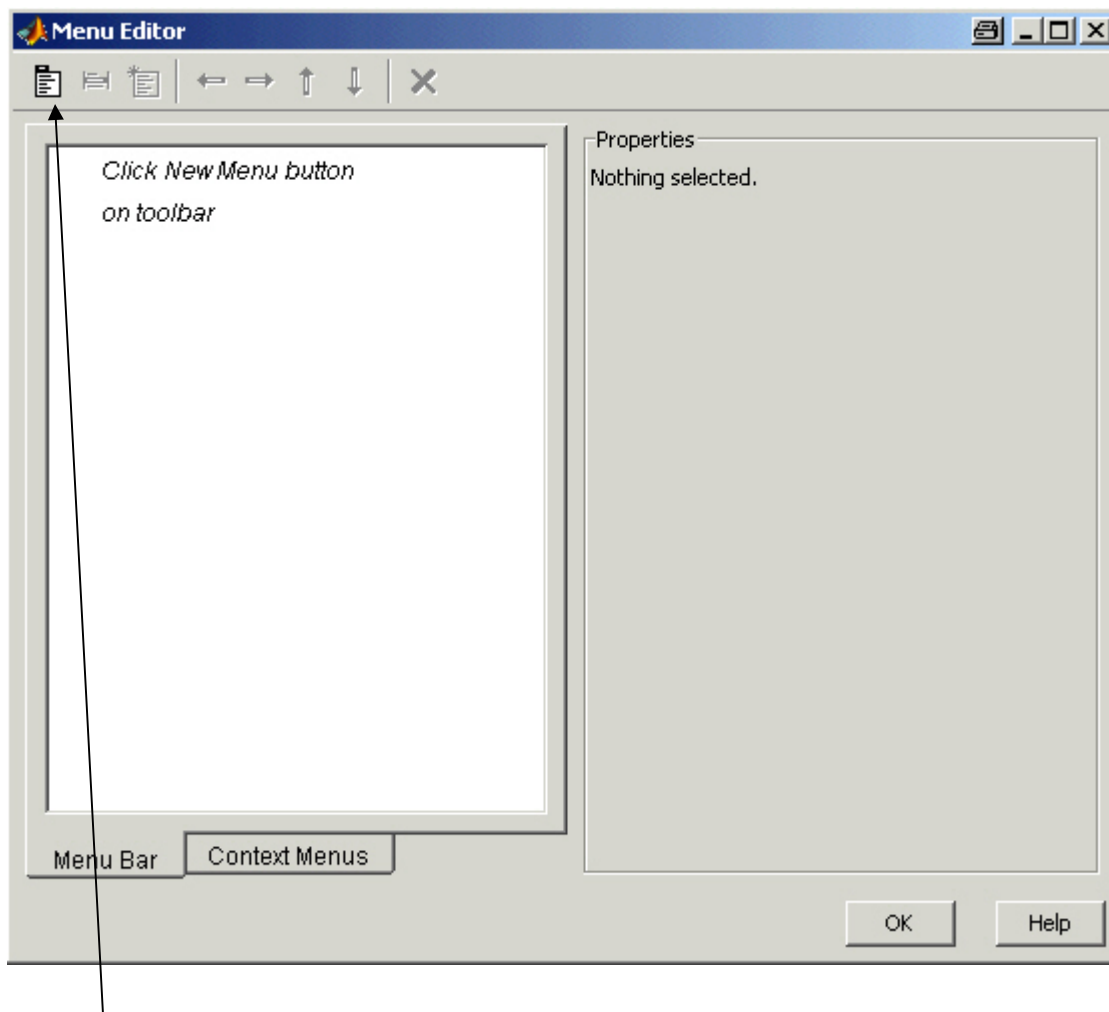 Menu Editor
Click New Menu button
on toolbar
Properties
Nothing selected.
Menu Bar
Context Menus
OK
Help